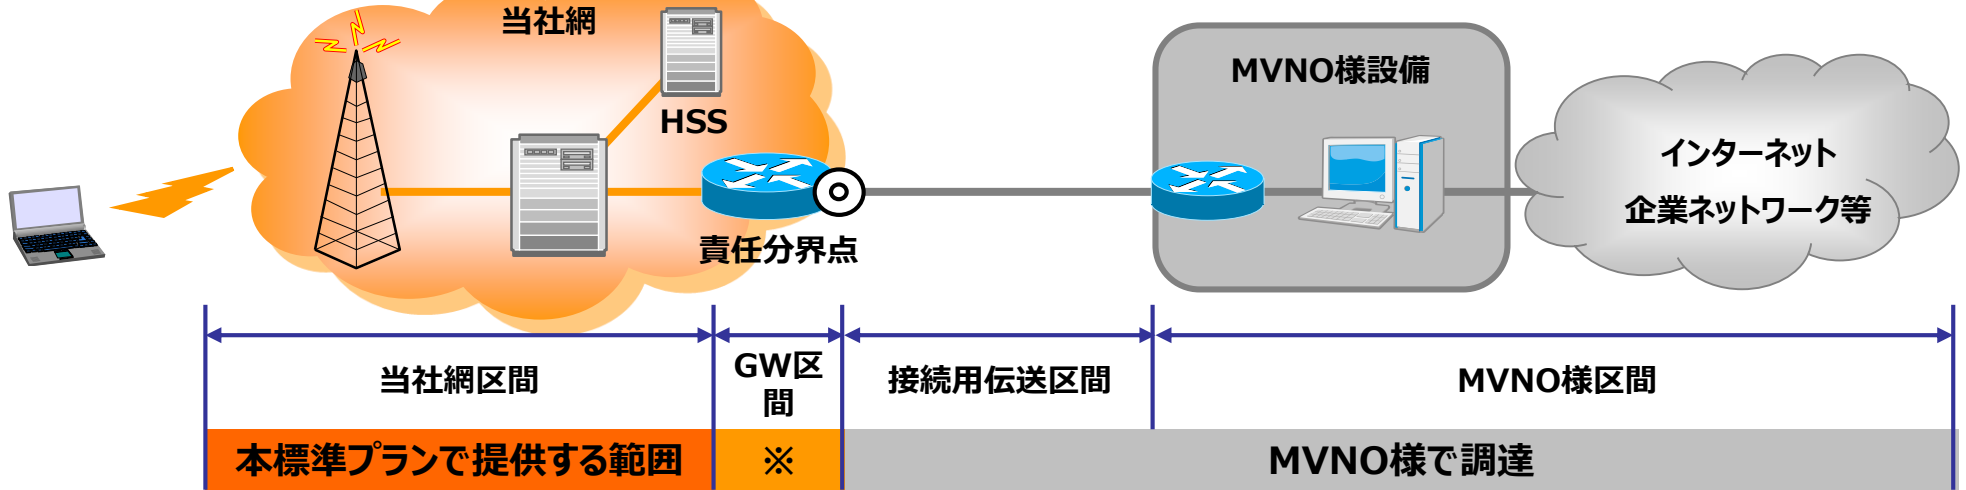 当社網
HSS
責任分界点
MVNO様設備
インターネット
企業ネットワーク等
当社網区間
GW区
間
接続用伝送区間
MVNO様区間
本標準プランで提供する範囲
※
MVNO様で調達